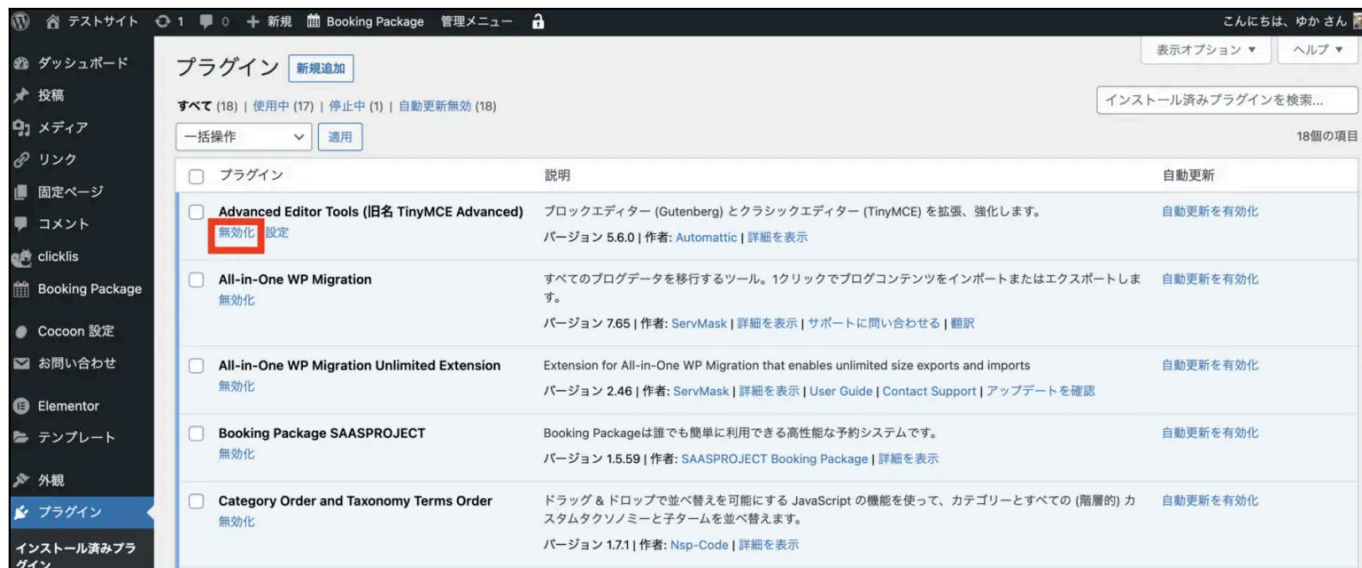 テストサイト 1 0 新規 Booking Package 管理メニュー こんにちは、ゆか さん
表示オプション ヘルプ
ダッシュボード
投稿
メディア
リンク
固定ページ
コメント
clicklis
Booking Package
Cocoon 設定
お問い合わせ
Elementor
テンプレート
外観
プラグイン
インストール済みプラ
グイン
プラグイン 新規追加
すべて (18) | 使用中 (17) | 停止中 (1) | 自動更新無効 (18)
インストール済みプラグインを検索...
一括操作 適用
18個の項目
プラグイン 説明 自動更新
Advanced Editor Tools (旧名 TinyMCE Advanced)
無効化 設定
ブロックエディター (Gutenberg) とクラシックエディター (TinyMCE) を拡張、強化します。
バージョン 5.6.0 | 作者: Automattic | 詳細を表示
自動更新を有効化
All-in-One WP Migration
無効化
すべてのブログデータを移行するツール。1クリックでブログコンテンツをインポートまたはエクスポートしま
す。
バージョン 7.65 | 作者: ServMask | 詳細を表示 | サポートに問い合わせる | 翻訳
自動更新を有効化
All-in-One WP Migration Unlimited Extension
無効化
Extension for All-in-One WP Migration that enables unlimited size exports and imports
バージョン 2.46 | 作者: ServMask | 詳細を表示 | User Guide | Contact Support | アップデートを確認
自動更新を有効化
Booking Package SAASPROJECT
無効化
Booking Packageは誰でも簡単に利用できる高性能な予約システムです。
バージョン 1.5.59 | 作者: SAASPROJECT Booking Package | 詳細を表示
自動更新を有効化
Category Order and Taxonomy Terms Order
無効化
ドラッグ & ドロップで並べ替えを可能にする JavaScript の機能を使って、カテゴリーとすべての (階層的) カ
スタムタクソノミーと子タームを並べ替えます。
バージョン 1.7.1 | 作者: Nsp-Code | 詳細を表示
自動更新を有効化